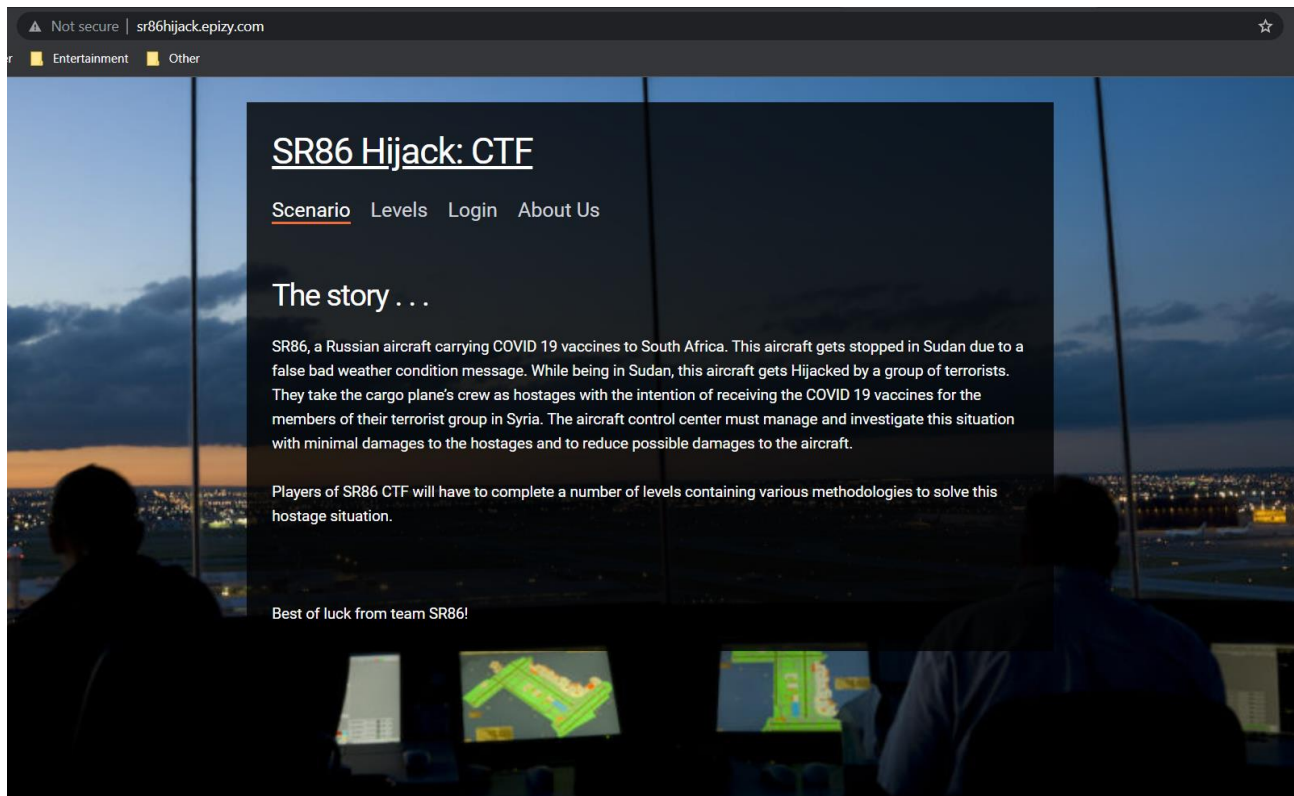 Not secure | sr86hijack.epizy.com
Entertainment Other
SR86 Hijack: CTF
Scenario Levels Login About Us
The story . . .
SR86, a Russian aircraft carrying COVID 19 vaccines to South Africa. This aircraft gets stopped in Sudan due to a
false bad weather condition message. While being in Sudan, this aircraft gets Hijacked by a group of terrorists.
They take the cargo plane’s crew as hostages with the intention of receiving the COVID 19 vaccines for the
members of their terrorist group in Syria. The aircraft control center must manage and investigate this situation
with minimal damages to the hostages and to reduce possible damages to the aircraft.
Players of SR86 CTF will have to complete a number of levels containing various methodologies to solve this
hostage situation.
Best of luck from team SR86!